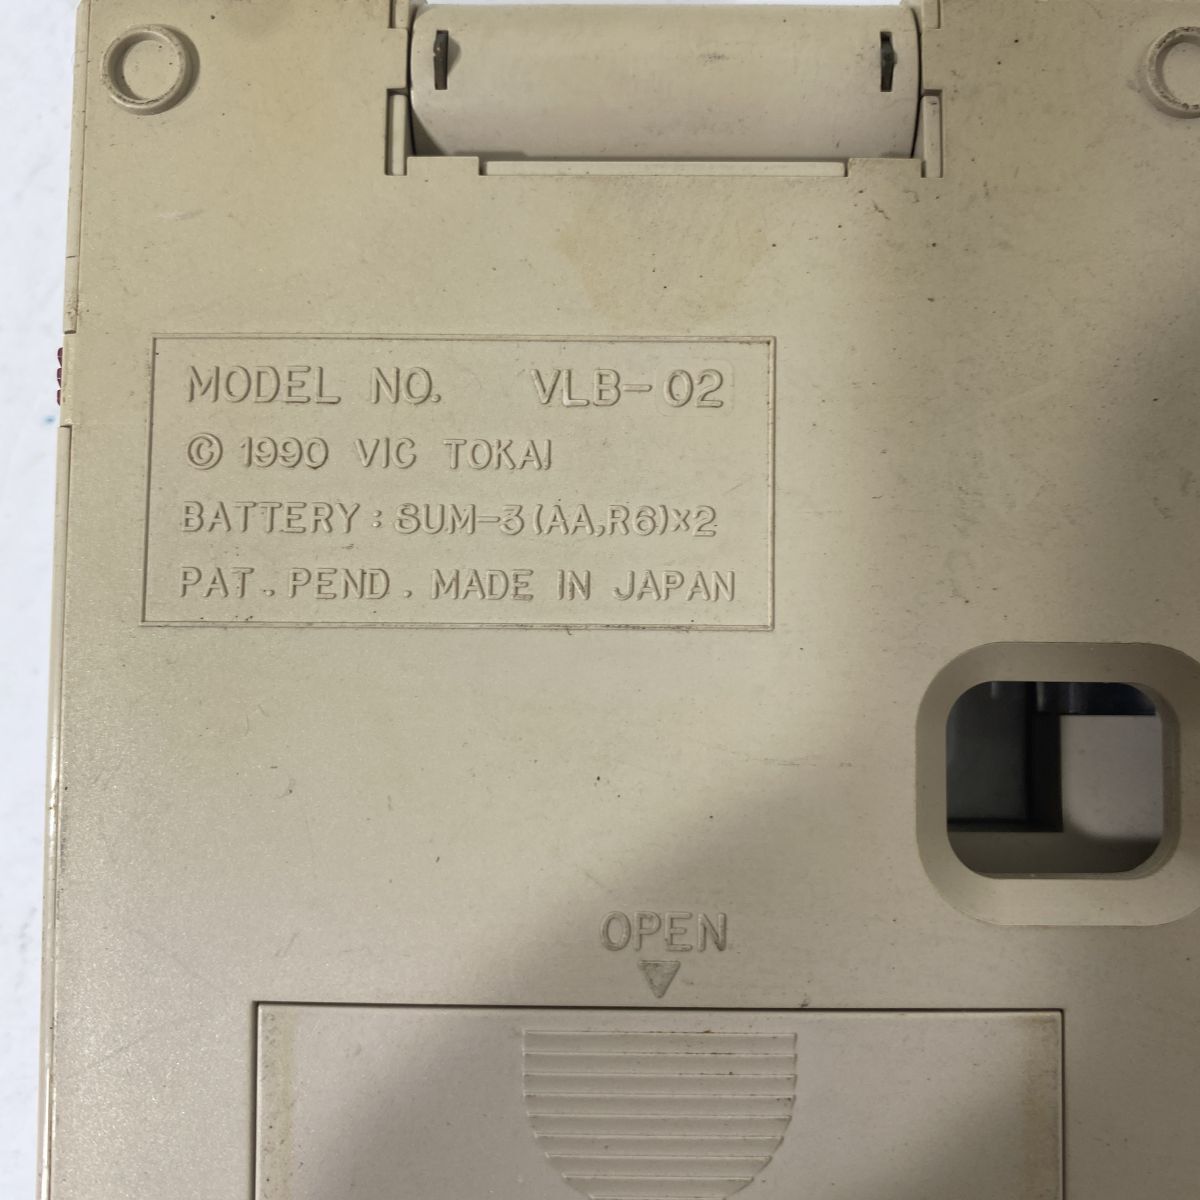 MODEL NO. VLB-02
© 1990 VIC TOKAI
BATTERY : SUM-3 (AA,R6)×2
PAT. PEND. MADE IN JAPAN
OPEN